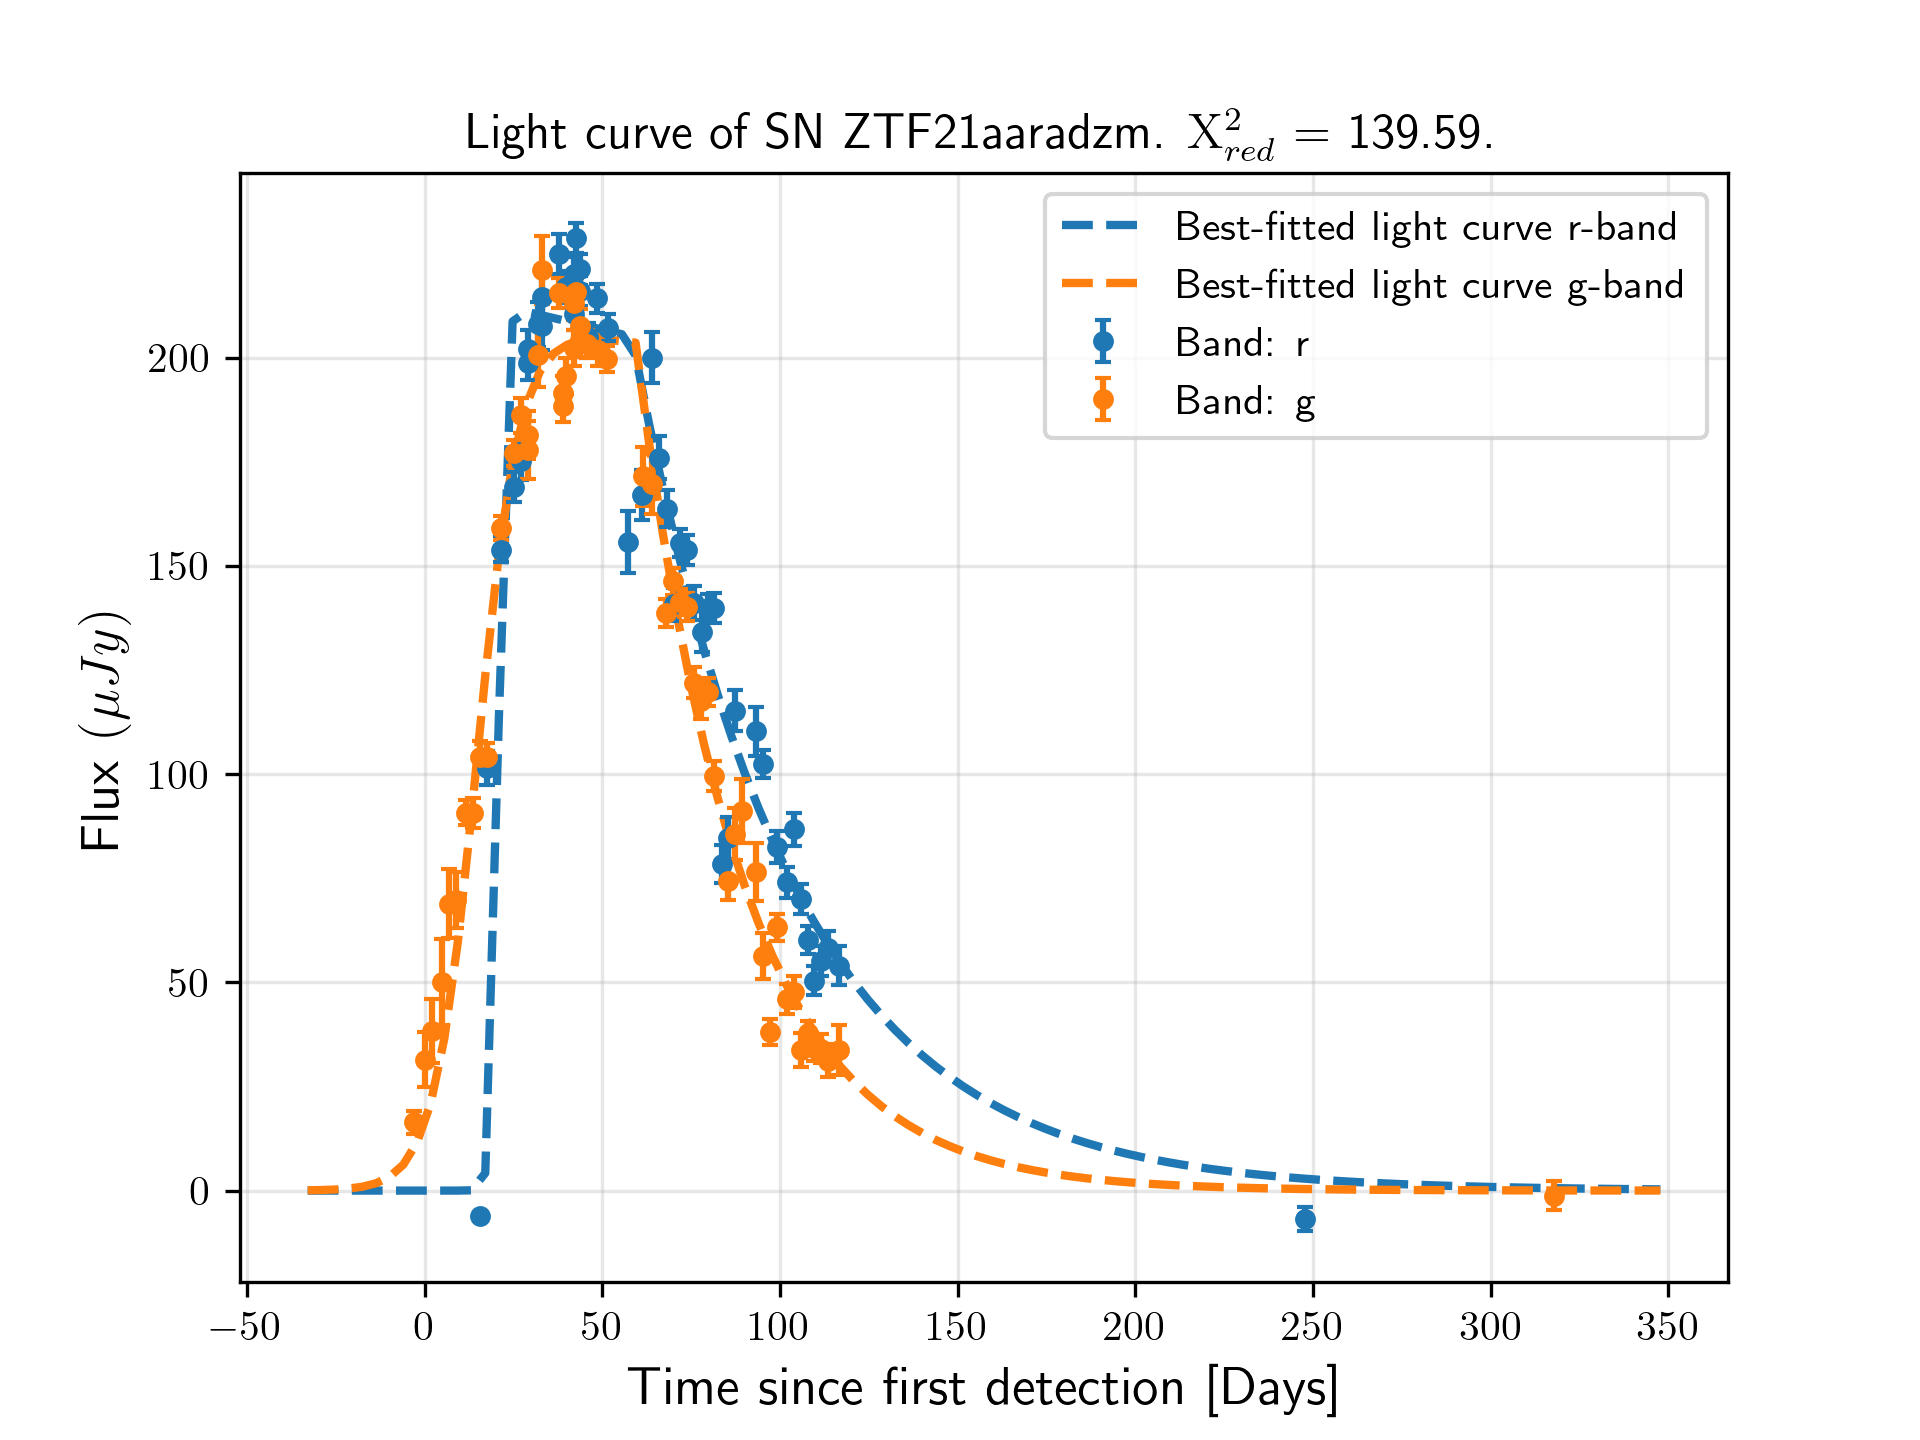 Light curve of SN ZTF21aaradzm. X²_red = 139.59.
Best-fitted light curve r-band
Best-fitted light curve g-band
Band: r
Band: g
Flux (μJy)
200
150
100
50
0
−50 0 50 100 150 200 250 300 350
Time since first detection [Days]